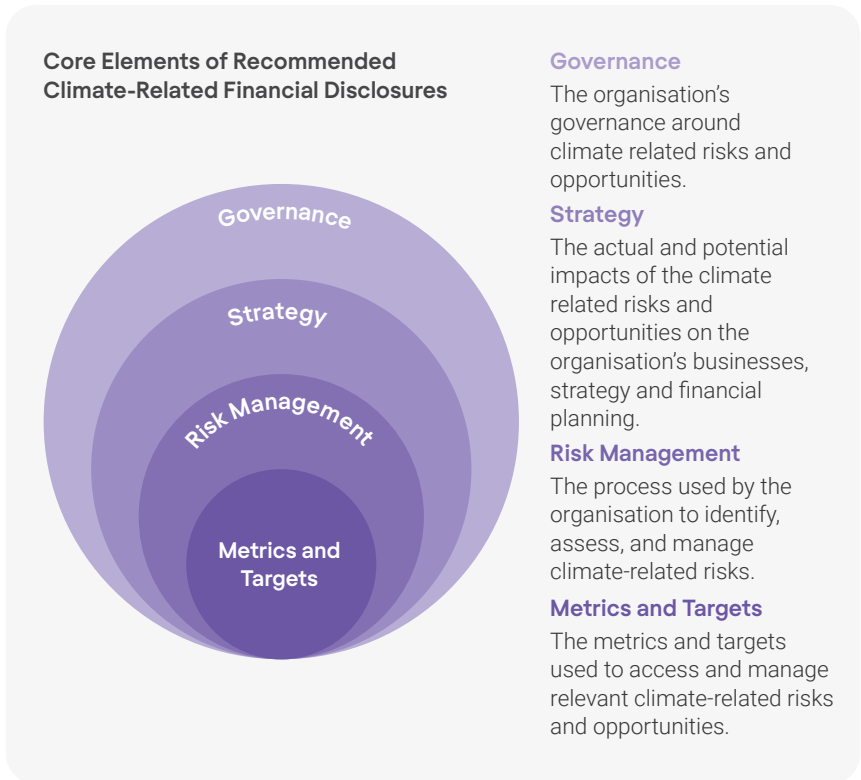 Core Elements of Recommended
Climate-Related Financial Disclosures
Governance
Strategy
Risk Management
Metrics and
Targets
Governance
The organisation's
governance around
climate related risks and
opportunities.
Strategy
The actual and potential
impacts of the climate
related risks and
opportunities on the
organisation's businesses,
strategy and financial
planning.
Risk Management
The process used by the
organisation to identify,
assess, and manage
climate-related risks.
Metrics and Targets
The metrics and targets
used to access and manage
relevant climate-related risks
and opportunities.